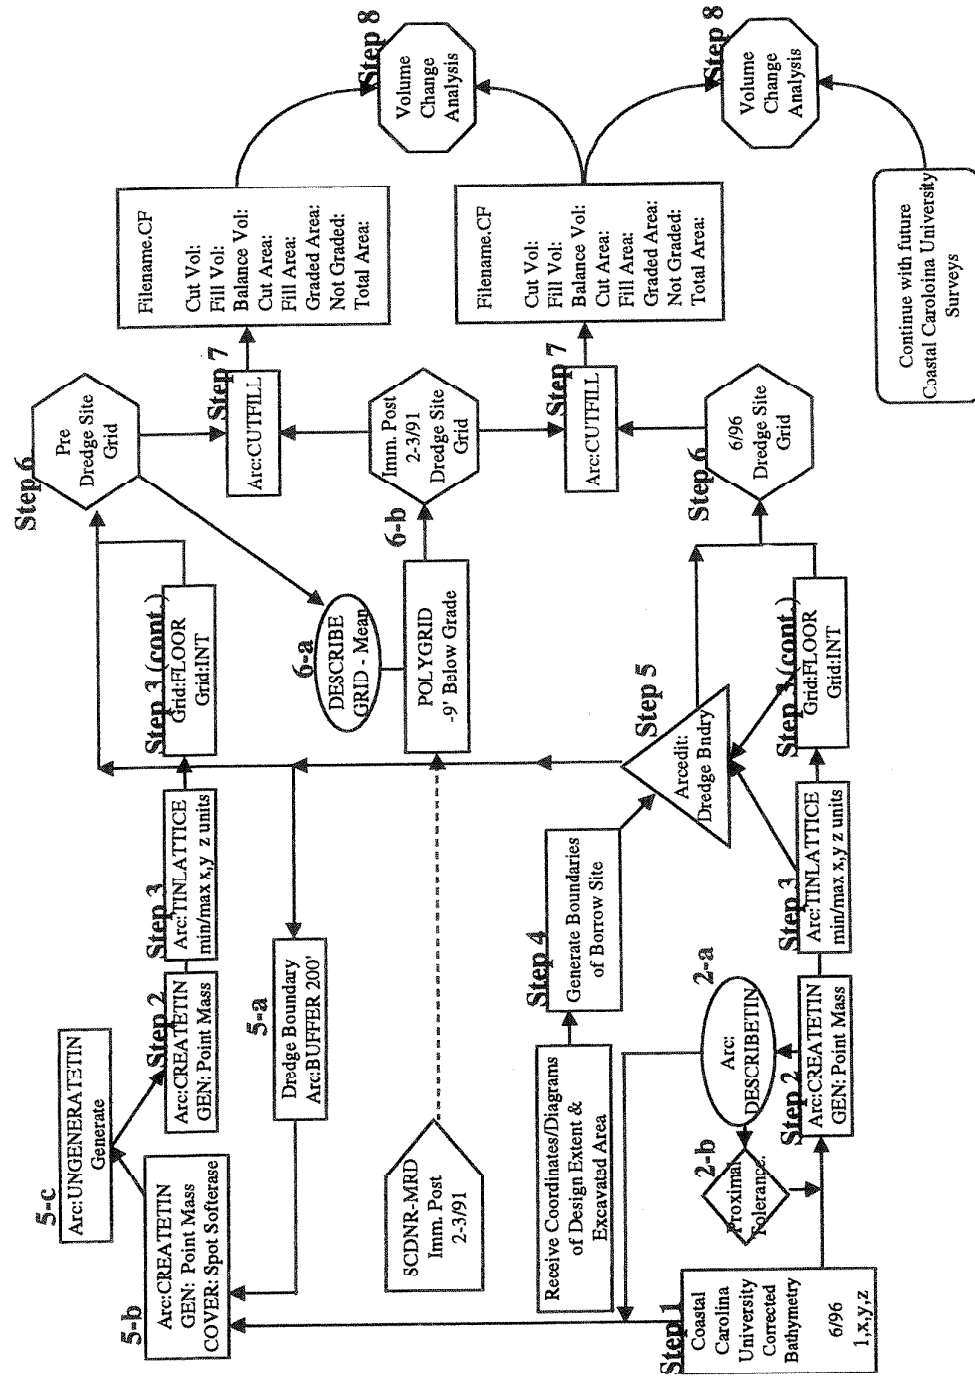 5-c
Arc:UNGENERATETIN
Generate
5-b
Arc:CREATETIN
GEN: Point Mass
COVER: Spot Softerase
Step 2
Arc:CREATETIN
GEN: Point Mass
Step 3
Arc:TINLATTICE
min/max x,y z units
Step 3 (cont.)
Grid:FLOOR
Grid:INT
Step 6
Pre
Dredge Site
Grid
5-a
Dredge Boundary
Arc:BUFFER 200'
6-a
DESCRIBE
GRID - Mean
SCDNR-MRD
Imm. Post
2-3/91
POLYGRID
-9' Below Grade
6-b
Imm. Post
2-3/91
Dredge Site
Grid
Step 7
Arc:CUTFILL
Filename.CF
Cut Vol:
Fill Vol:
Balance Vol:
Cut Area:
Fill Area:
Graded Area:
Not Graded:
Total Area:
Step 8
Volume
Change
Analysis
Receive Coordinates/Diagrams
of Design Extent &
Excavated Area
Step 4
Generate Boundaries
of Borrow Site
Step 5
Arcedit:
Dredge Bndry
Step 1
Coastal
Carolina
University
Corrected
Bathymetry
6/96
1,x,y,z
2-b
Proximal
Tolerance.
2-a
Arc:
DESCRIBETIN
Step 2
Arc:CREATETIN
GEN: Point Mass
Step 3
Arc:TINLATTICE
min/max x,y z units
Step 3 (cont.)
Grid:FLOOR
Grid:INT
Step 6
6/96
Dredge Site
Grid
Step 7
Arc:CUTFILL
Filename.CF
Cut Vol:
Fill Vol:
Balance Vol:
Cut Area:
Fill Area:
Graded Area:
Not Graded:
Total Area:
Step 8
Volume
Change
Analysis
Continue with future
Coastal Caroloina University
Surveys